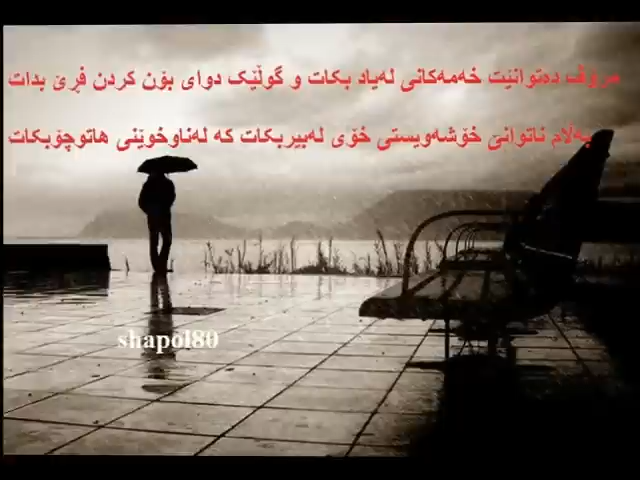 مرۆڤ دەتوانێت خەمەکانی لەیاد بکات و گوڵێک دوای بۆن کردن فڕێ بدات
بەڵام ناتوانێ خۆشەویستی خۆی لەبیربکات کە لەناوخوێنی هاتوچۆبکات
shapol80